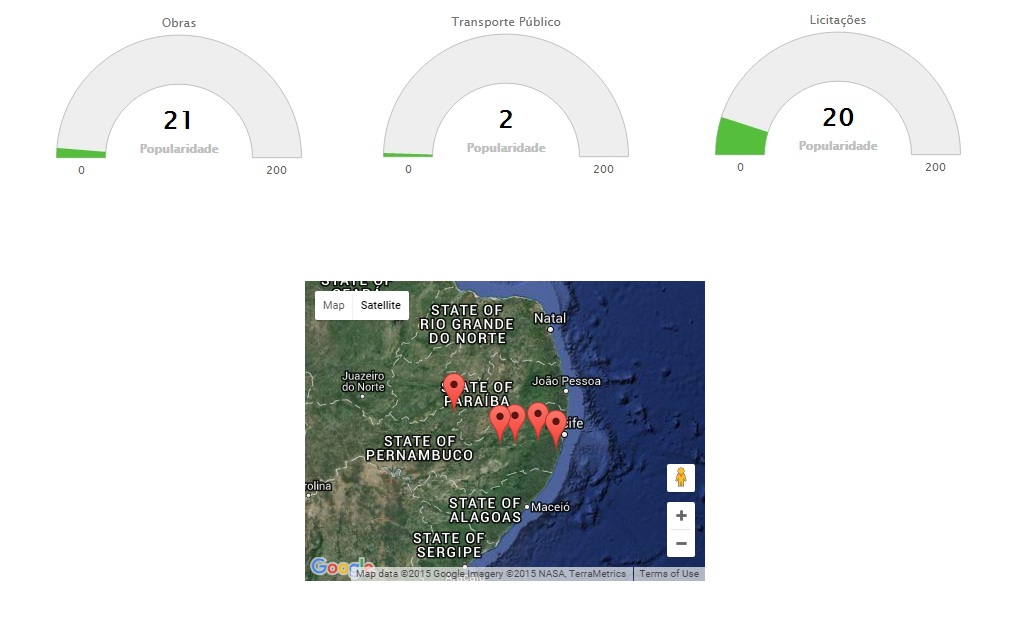 Obras
21
Popularidade
0
200
Transporte Público
2
Popularidade
0
200
Licitações
20
Popularidade
0
200
STATE OF
Map
Satellite
STATE OF
RIO GRANDE
DO NORTE
Natal
Juazeiro
do Norte
STATE OF
PARAÍBA
João Pessoa
cife
STATE OF
PERNAMBUCO
rolina
STATE OF
ALAGOAS
Maceió
STATE OF
SERGIPE
+
−
Google
Map data ©2015 Google Imagery ©2015 NASA, TerraMetrics
Terms of Use